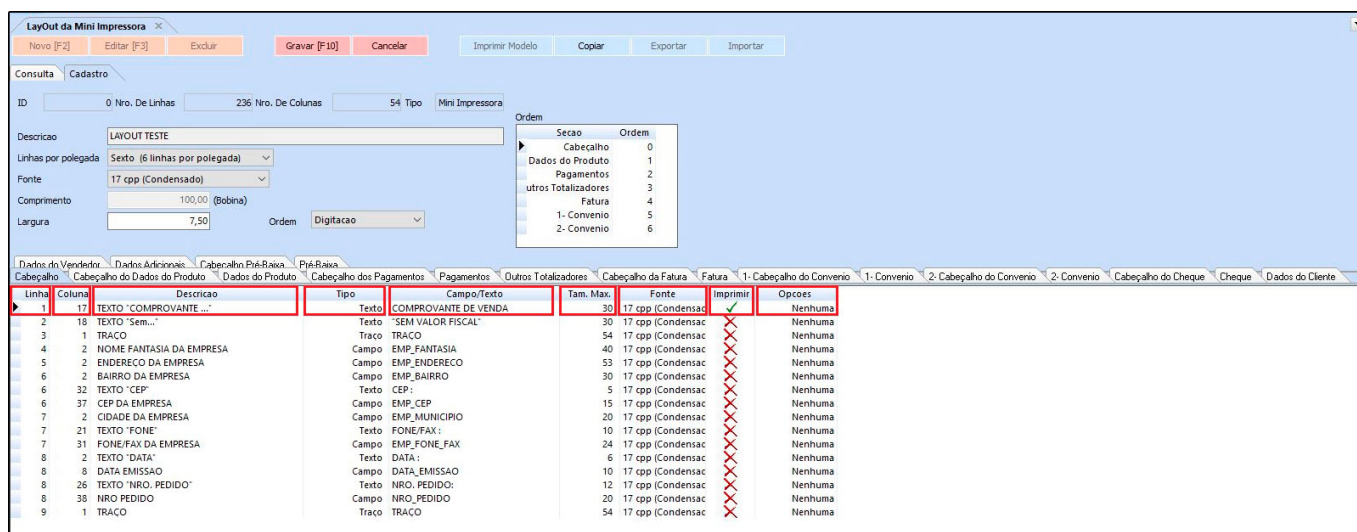 LayOut da Mini Impressora
Novo [F2] Editar [F3] Excluir Gravar [F10] Cancelar Imprimir Modelo Copiar Exportar Importar
Consulta Cadastro
ID 0 Nro. De Linhas 236 Nro. De Colunas 54 Tipo Mini Impressora
Ordem
Secao Ordem
Descricao LAYOUT TESTE
Cabeçalho 0
Linhas por polegada Sexto (6 linhas por polegada)
Dados do Produto 1
Fonte 17 cpp (Condensado)
Pagamentos 2
utros Totalizadores 3
Comprimento 100,00 (Bobina)
Fatura 4
Largura 7,50 Ordem Digitacao
1- Convenio 5
2- Convenio 6
Dados do Vendedor Dados Adicionais Cabeçalho Pré-Baixa Pré-Baixa
Cabeçalho Cabeçalho do Dados do Produto Dados do Produto Cabeçalho dos Pagamentos Pagamentos Outros Totalizadores Cabeçalho da Fatura Fatura 1- Cabeçalho do Convenio 1- Convenio 2- Cabeçalho do Convenio 2- Convenio Cabeçalho do Cheque Cheque Dados do Cliente
Linha Coluna Descricao Tipo Campo/Texto Tam. Max. Fonte Imprimir Opcoes
1 17 TEXTO "COMPROVANTE ..." Texto COMPROVANTE DE VENDA 30 17 cpp (Condensac Nenhuma
2 18 TEXTO "Sem..." Texto "SEM VALOR FISCAL" 30 17 cpp (Condensac Nenhuma
3 1 TRAÇO Traço TRAÇO 54 17 cpp (Condensac Nenhuma
4 2 NOME FANTASIA DA EMPRESA Campo EMP_FANTASIA 40 17 cpp (Condensac Nenhuma
5 2 ENDERECO DA EMPRESA Campo EMP_ENDERECO 53 17 cpp (Condensac Nenhuma
6 2 BAIRRO DA EMPRESA Campo EMP_BAIRRO 30 17 cpp (Condensac Nenhuma
6 32 TEXTO "CEP" Texto CEP : 5 17 cpp (Condensac Nenhuma
6 37 CEP DA EMPRESA Campo EMP_CEP 15 17 cpp (Condensac Nenhuma
7 2 CIDADE DA EMPRESA Campo EMP_MUNICIPIO 20 17 cpp (Condensac Nenhuma
7 21 TEXTO "FONE" Texto FONE/FAX : 10 17 cpp (Condensac Nenhuma
7 31 FONE/FAX DA EMPRESA Campo EMP_FONE_FAX 24 17 cpp (Condensac Nenhuma
8 2 TEXTO "DATA" Texto DATA : 6 17 cpp (Condensac Nenhuma
8 8 DATA EMISSAO Campo DATA_EMISSAO 10 17 cpp (Condensac Nenhuma
8 26 TEXTO "NRO. PEDIDO" Texto NRO. PEDIDO: 12 17 cpp (Condensac Nenhuma
8 38 NRO PEDIDO Campo NRO_PEDIDO 20 17 cpp (Condensac Nenhuma
9 1 TRAÇO Traço TRAÇO 54 17 cpp (Condensac Nenhuma